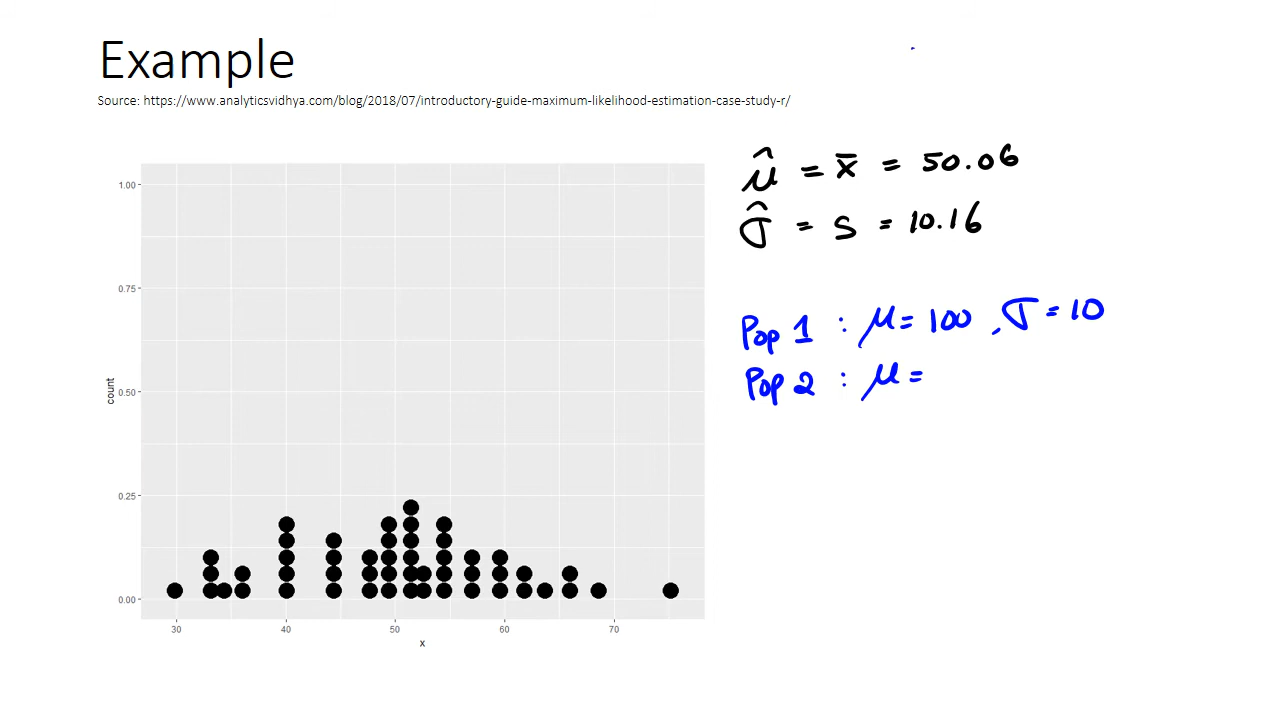 Example
Source: https://www.analyticsvidhya.com/blog/2018/07/introductory-guide-maximum-likelihood-estimation-case-study-r/
μ̂ = x̄ = 50.06
σ̂ = s = 10.16
Pop 1 : μ = 100, σ = 10
Pop 2 : μ =
1.00
0.75
0.50
0.25
0.00
count
30 40 50 60 70
x